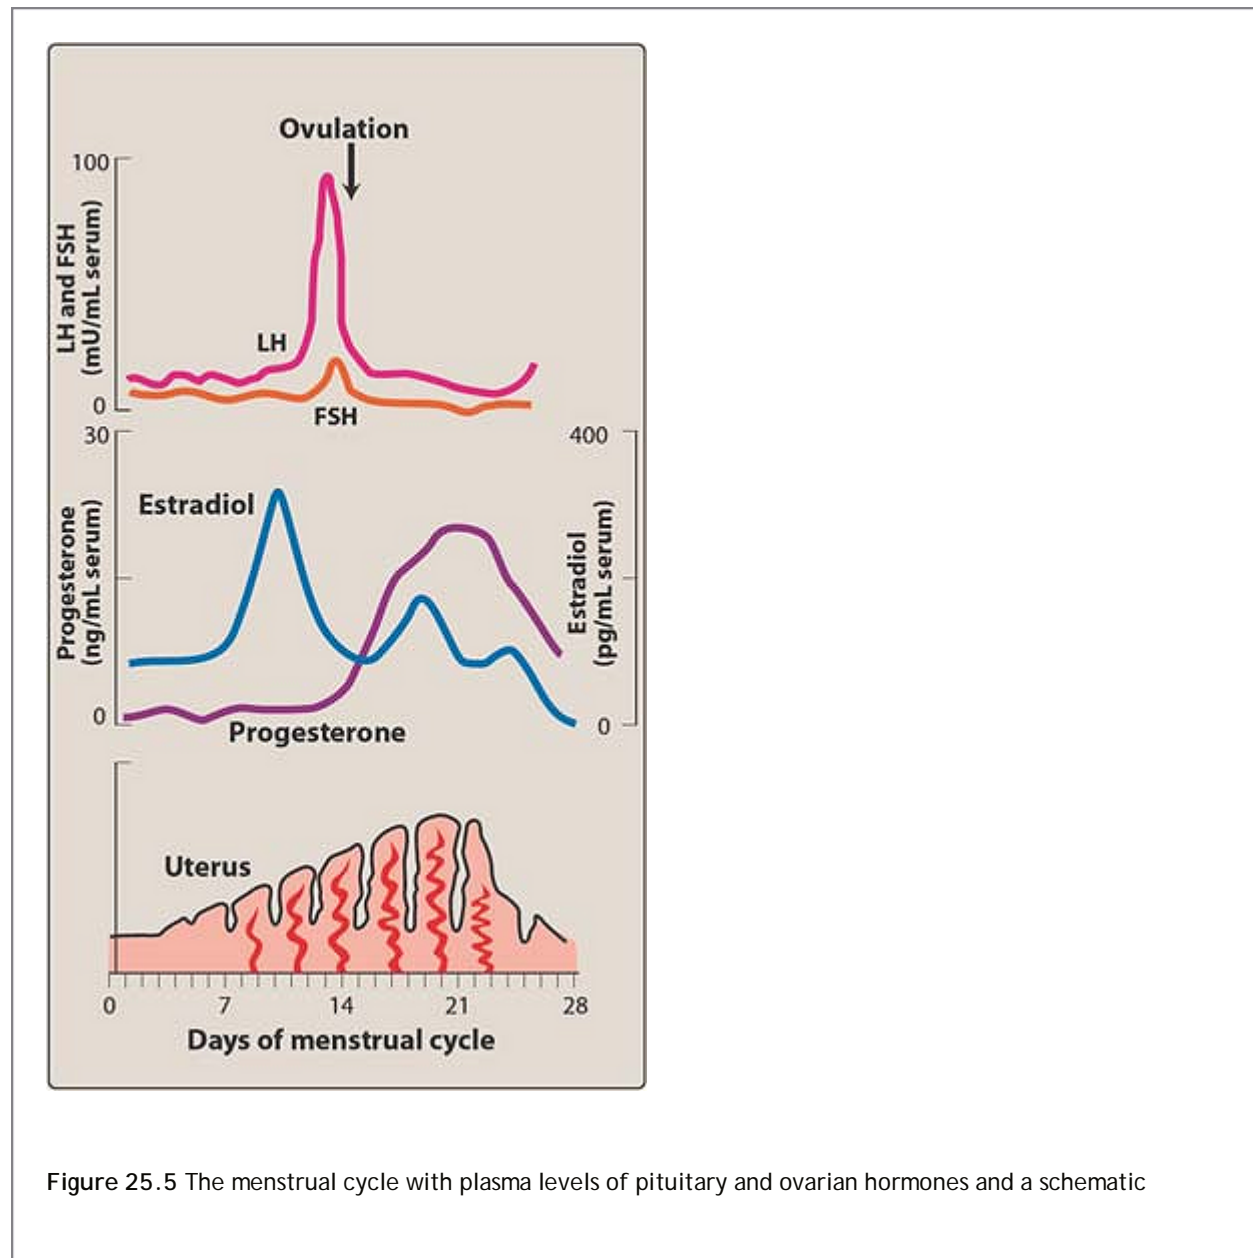 Ovulation
100
LH and FSH
(mU/mL serum)
LH
0
FSH
30
400
Estradiol
Progesterone
(ng/mL serum)
Estradiol
(pg/mL serum)
0
Progesterone
0
Uterus
0 7 14 21 28
Days of menstrual cycle
Figure 25.5 The menstrual cycle with plasma levels of pituitary and ovarian hormones and a schematic